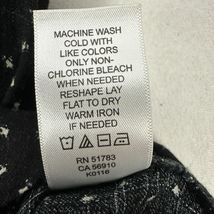 MACHINE WASH
COLD WITH
LIKE COLORS
ONLY NON-
CHLORINE BLEACH
WHEN NEEDED
RESHAPE LAY
FLAT TO DRY
WARM IRON
IF NEEDED
RN 51783
CA 56910
K0116